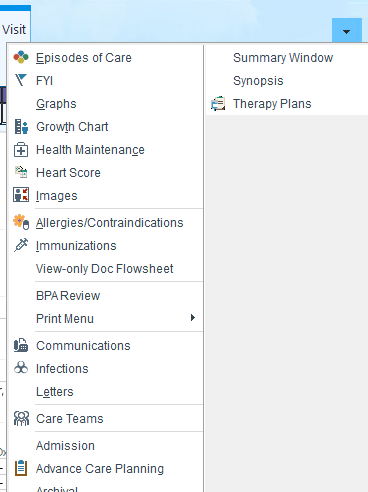 Visit
Episodes of Care
FYI
Graphs
Growth Chart
Health Maintenance
Heart Score
Images
Allergies/Contraindications
Immunizations
View-only Doc Flowsheet
BPA Review
Print Menu
Communications
Infections
Letters
Care Teams
Admission
Advance Care Planning
Archival
Summary Window
Synopsis
Therapy Plans